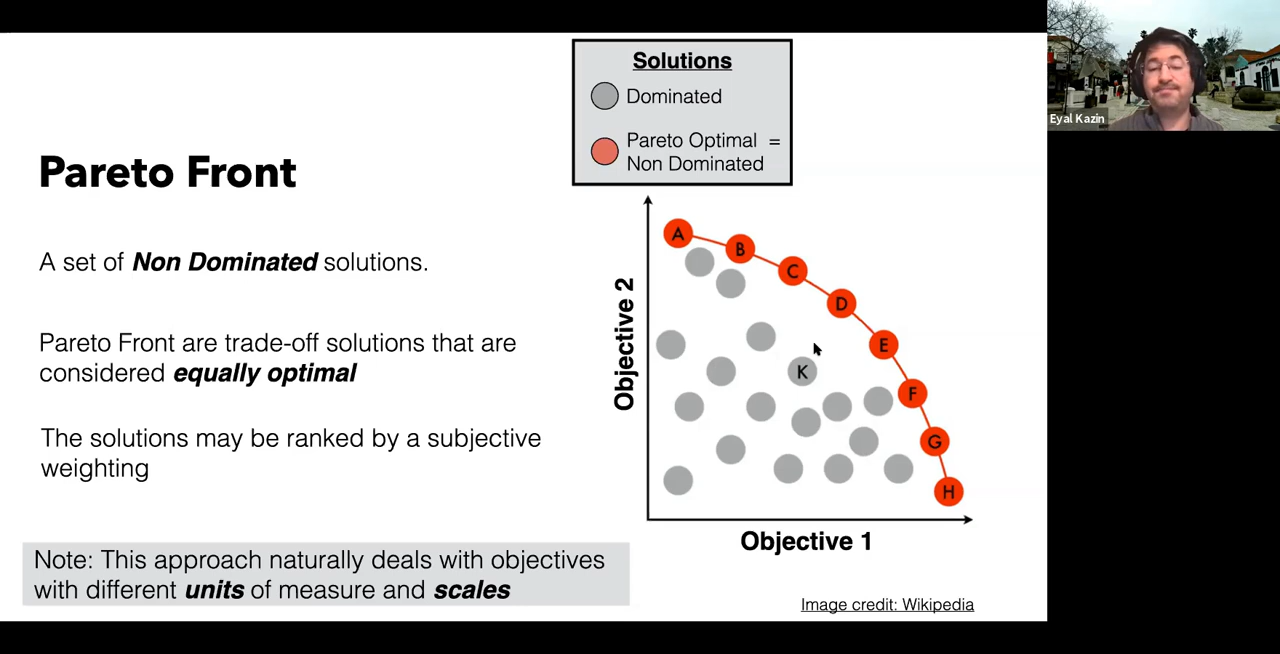 Solutions
Dominated
Pareto Optimal =
Non Dominated
Eyal Kazin
Pareto Front
A set of Non Dominated solutions.
Pareto Front are trade-off solutions that are
considered equally optimal
The solutions may be ranked by a subjective
weighting
Note: This approach naturally deals with objectives
with different units of measure and scales
Objective 2
A
B
C
D
E
K
F
G
H
Objective 1
Image credit: Wikipedia